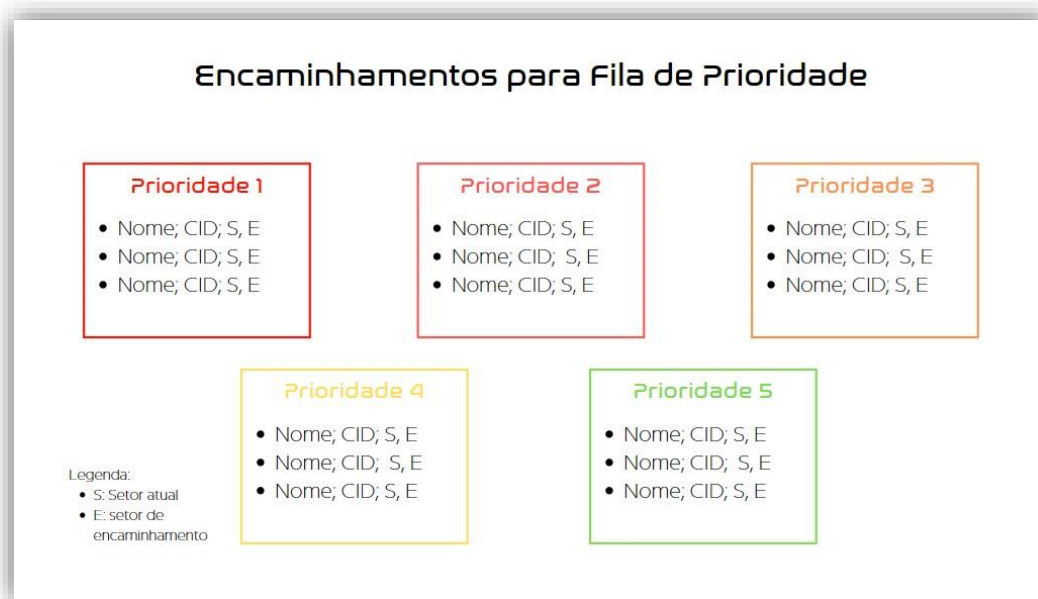 Encaminhamentos para Fila de Prioridade
Prioridade 1
• Nome; CID; S, E
• Nome; CID; S, E
• Nome; CID; S, E
Prioridade 2
• Nome; CID; S, E
• Nome; CID; S, E
• Nome; CID; S, E
Prioridade 3
• Nome; CID; S, E
• Nome; CID; S, E
• Nome; CID; S, E
Prioridade 4
• Nome; CID; S, E
• Nome; CID; S, E
• Nome; CID; S, E
Prioridade 5
• Nome; CID; S, E
• Nome; CID; S, E
• Nome; CID; S, E
Legenda:
• S: Setor atual
• E: setor de
encaminhamento